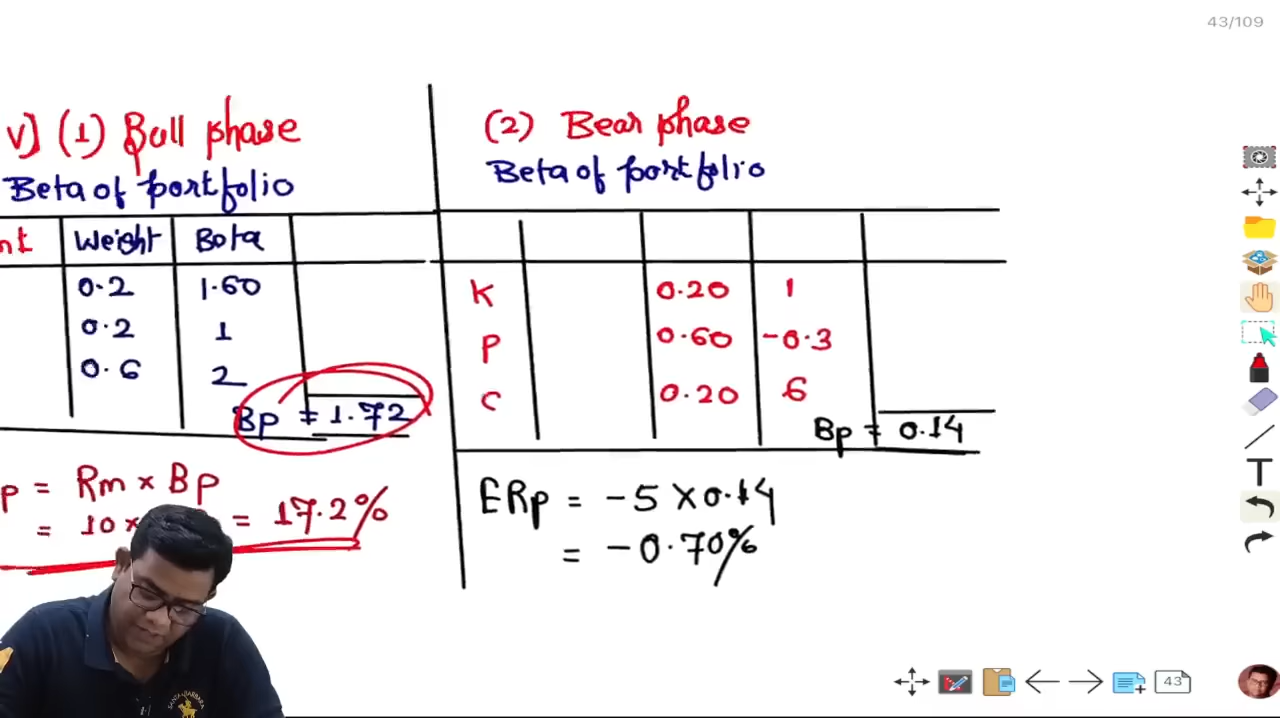 43/109
V] (1) Bull phase
Beta of portfolio
nt Weight Beta
0.2 1.60
0.2 1
0.6 2
Bp = 1.72
p = Rm × Bp
= 10 × = 17.2%
(2) Bear phase
Beta of portfolio
K 0.20 1
P 0.60 -0.3
C 0.20 6
Bp = 0.14
ERp = -5 × 0.14
= -0.70%
T
43